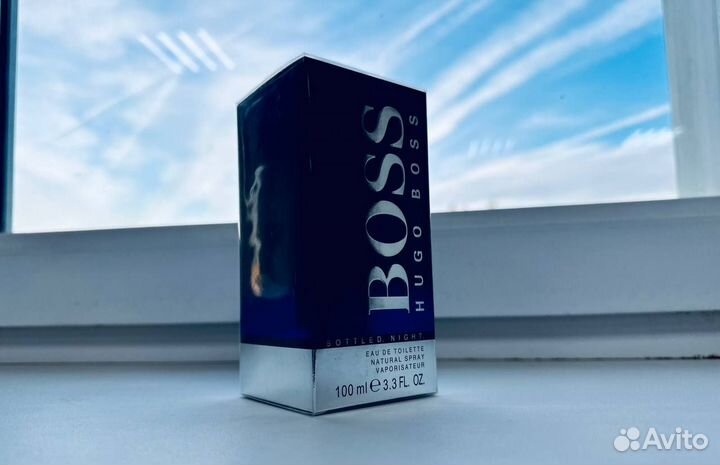 BOSS
HUGO BOSS
BOTTLED. NIGHT.
EAU DE TOILETTE
NATURAL SPRAY
VAPORISATEUR
100 ml ℮ 3.3 FL. OZ.
Avito